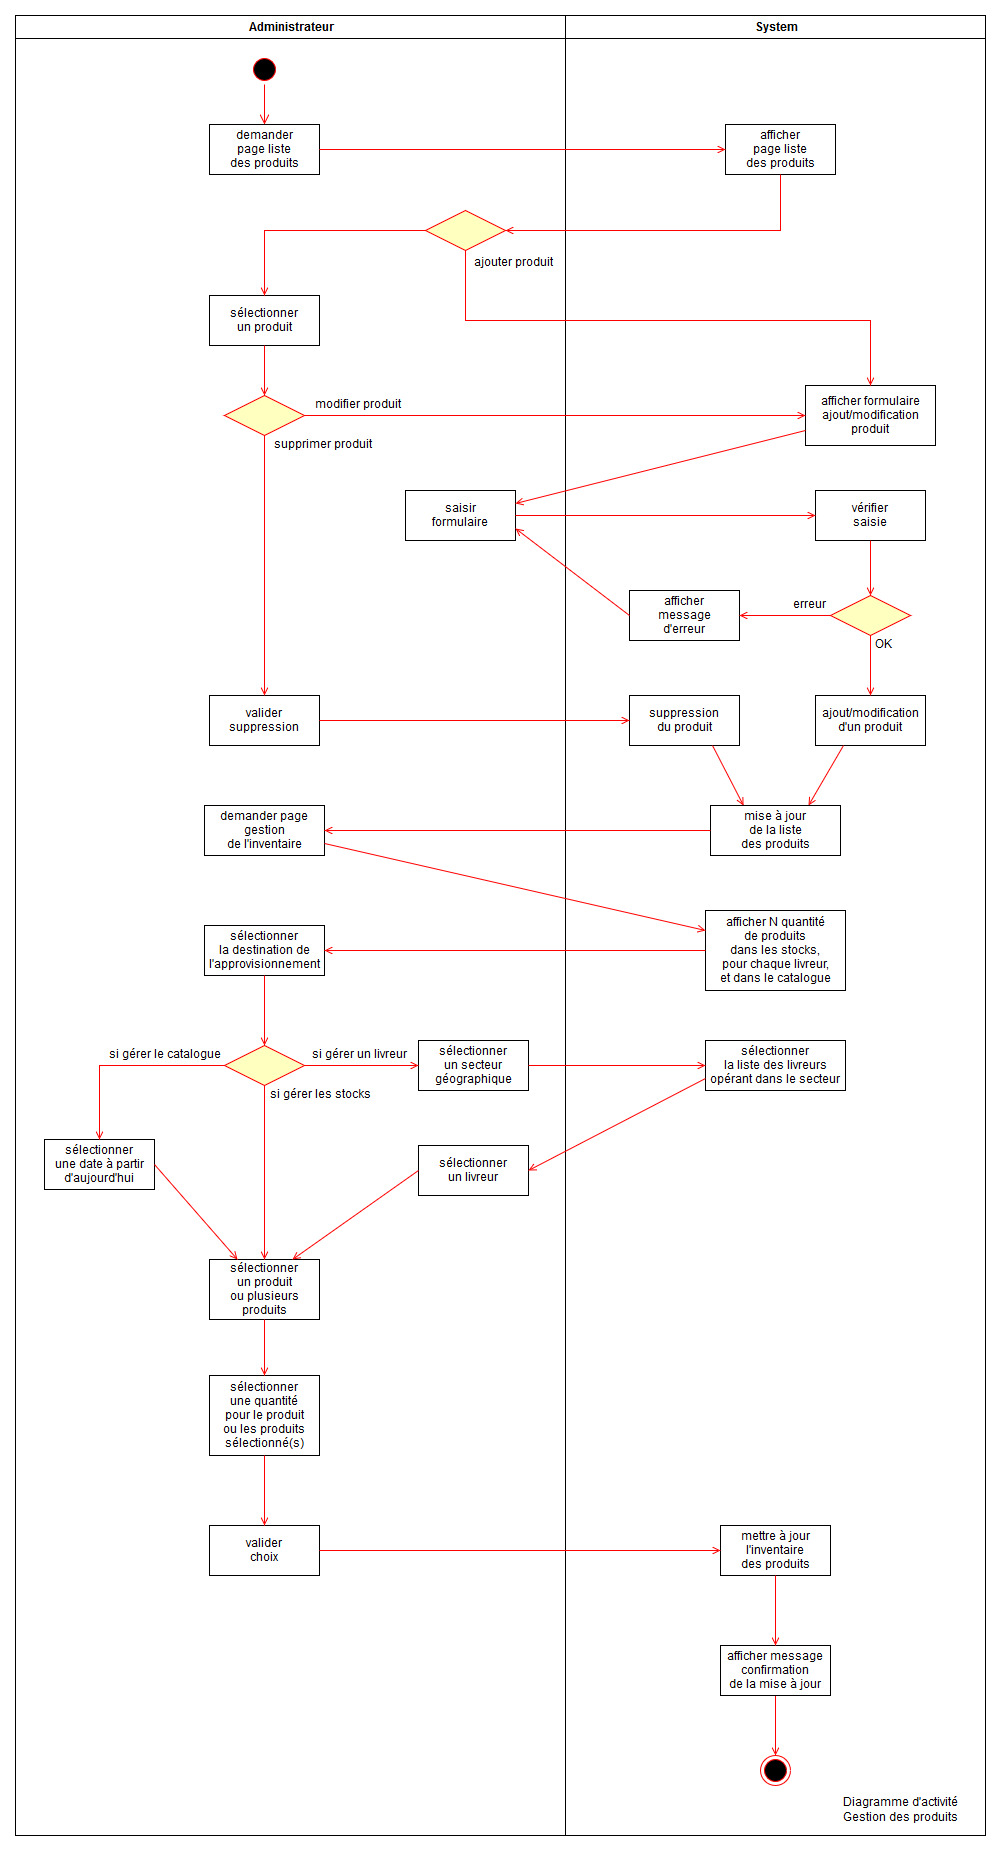 Administrateur
System
demander
page liste
des produits
afficher
page liste
des produits
ajouter produit
sélectionner
un produit
modifier produit
supprimer produit
afficher formulaire
ajout/modification
produit
saisir
formulaire
vérifier
saisie
afficher
message
d'erreur
erreur
OK
valider
suppression
suppression
du produit
ajout/modification
d'un produit
demander page
gestion
de l'inventaire
mise à jour
de la liste
des produits
sélectionner
la destination de
l'approvisionnement
afficher N quantité
de produits
dans les stocks,
pour chaque livreur,
et dans le catalogue
si gérer le catalogue
si gérer un livreur
si gérer les stocks
sélectionner
un secteur
géographique
sélectionner
la liste des livreurs
opérant dans le secteur
sélectionner
une date à partir
d'aujourd'hui
sélectionner
un livreur
sélectionner
un produit
ou plusieurs
produits
sélectionner
une quantité
pour le produit
ou les produits
sélectionné(s)
valider
choix
mettre à jour
l'inventaire
des produits
afficher message
confirmation
de la mise à jour
Diagramme d'activité
Gestion des produits